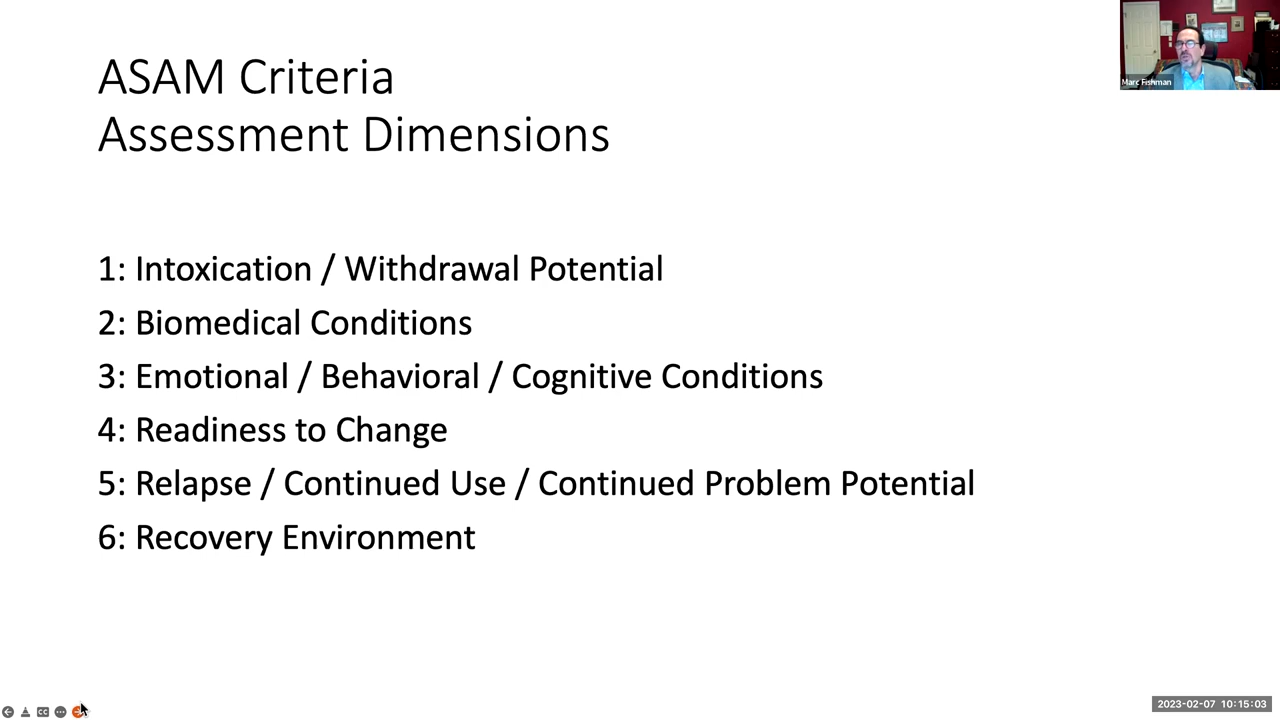 ASAM Criteria
Assessment Dimensions
Marc Fishman
1: Intoxication / Withdrawal Potential
2: Biomedical Conditions
3: Emotional / Behavioral / Cognitive Conditions
4: Readiness to Change
5: Relapse / Continued Use / Continued Problem Potential
6: Recovery Environment
CC
2023-02-07 10:15:03